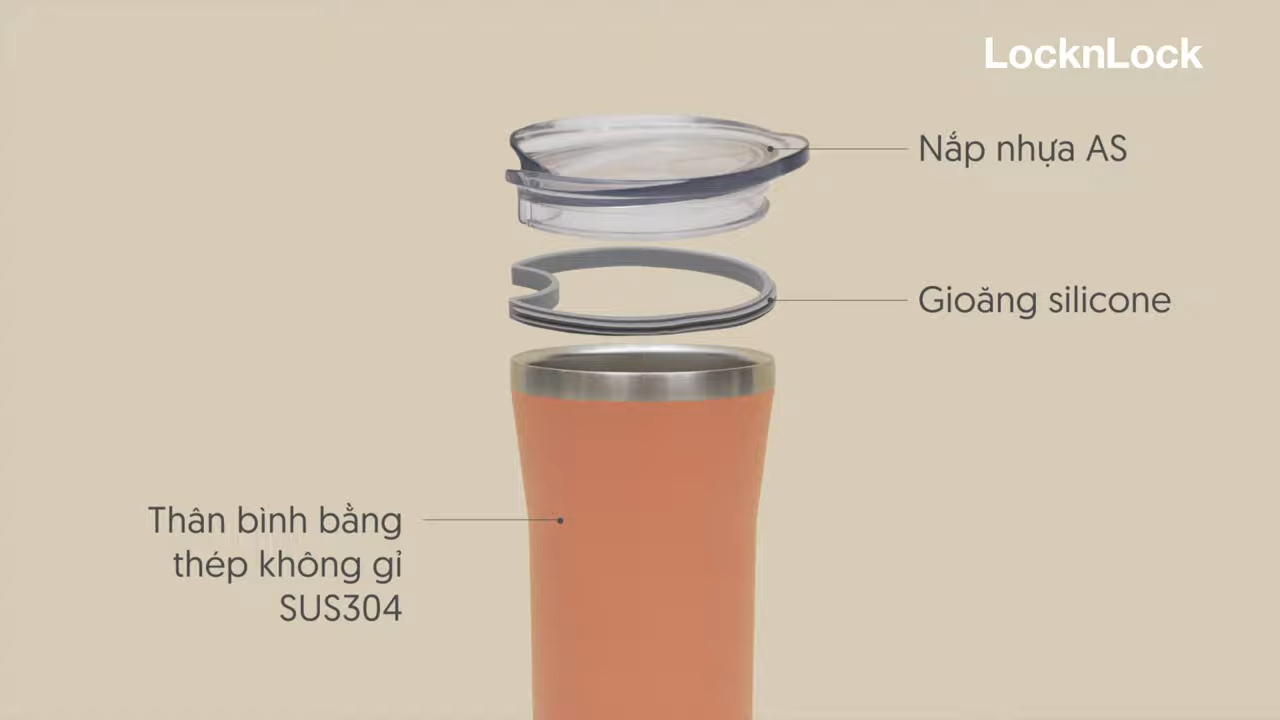 LocknLock
Nắp nhựa AS
Gioăng silicone
Thân bình bằng
thép không gỉ
SUS304